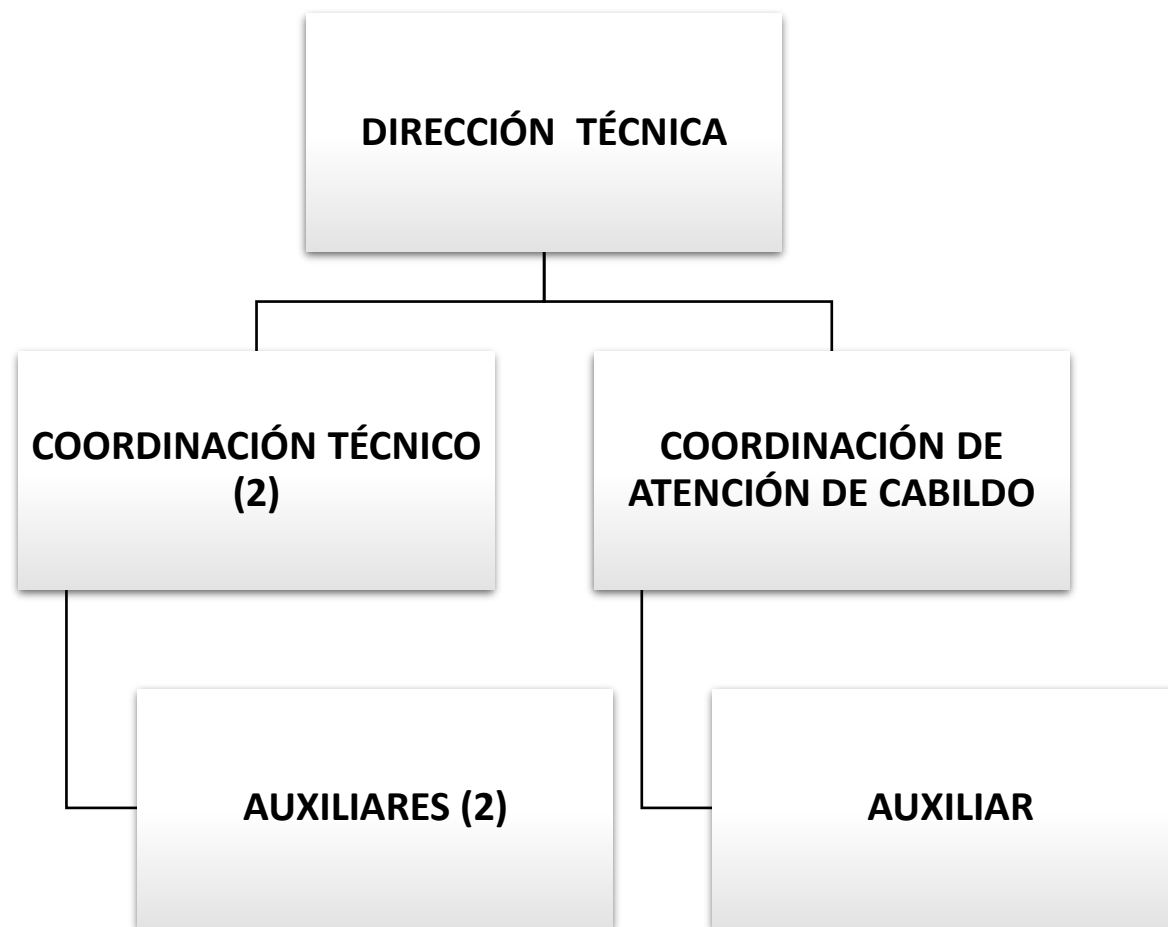 DIRECCIÓN TÉCNICA
COORDINACIÓN TÉCNICO
(2)
COORDINACIÓN DE
ATENCIÓN DE CABILDO
AUXILIARES (2)
AUXILIAR